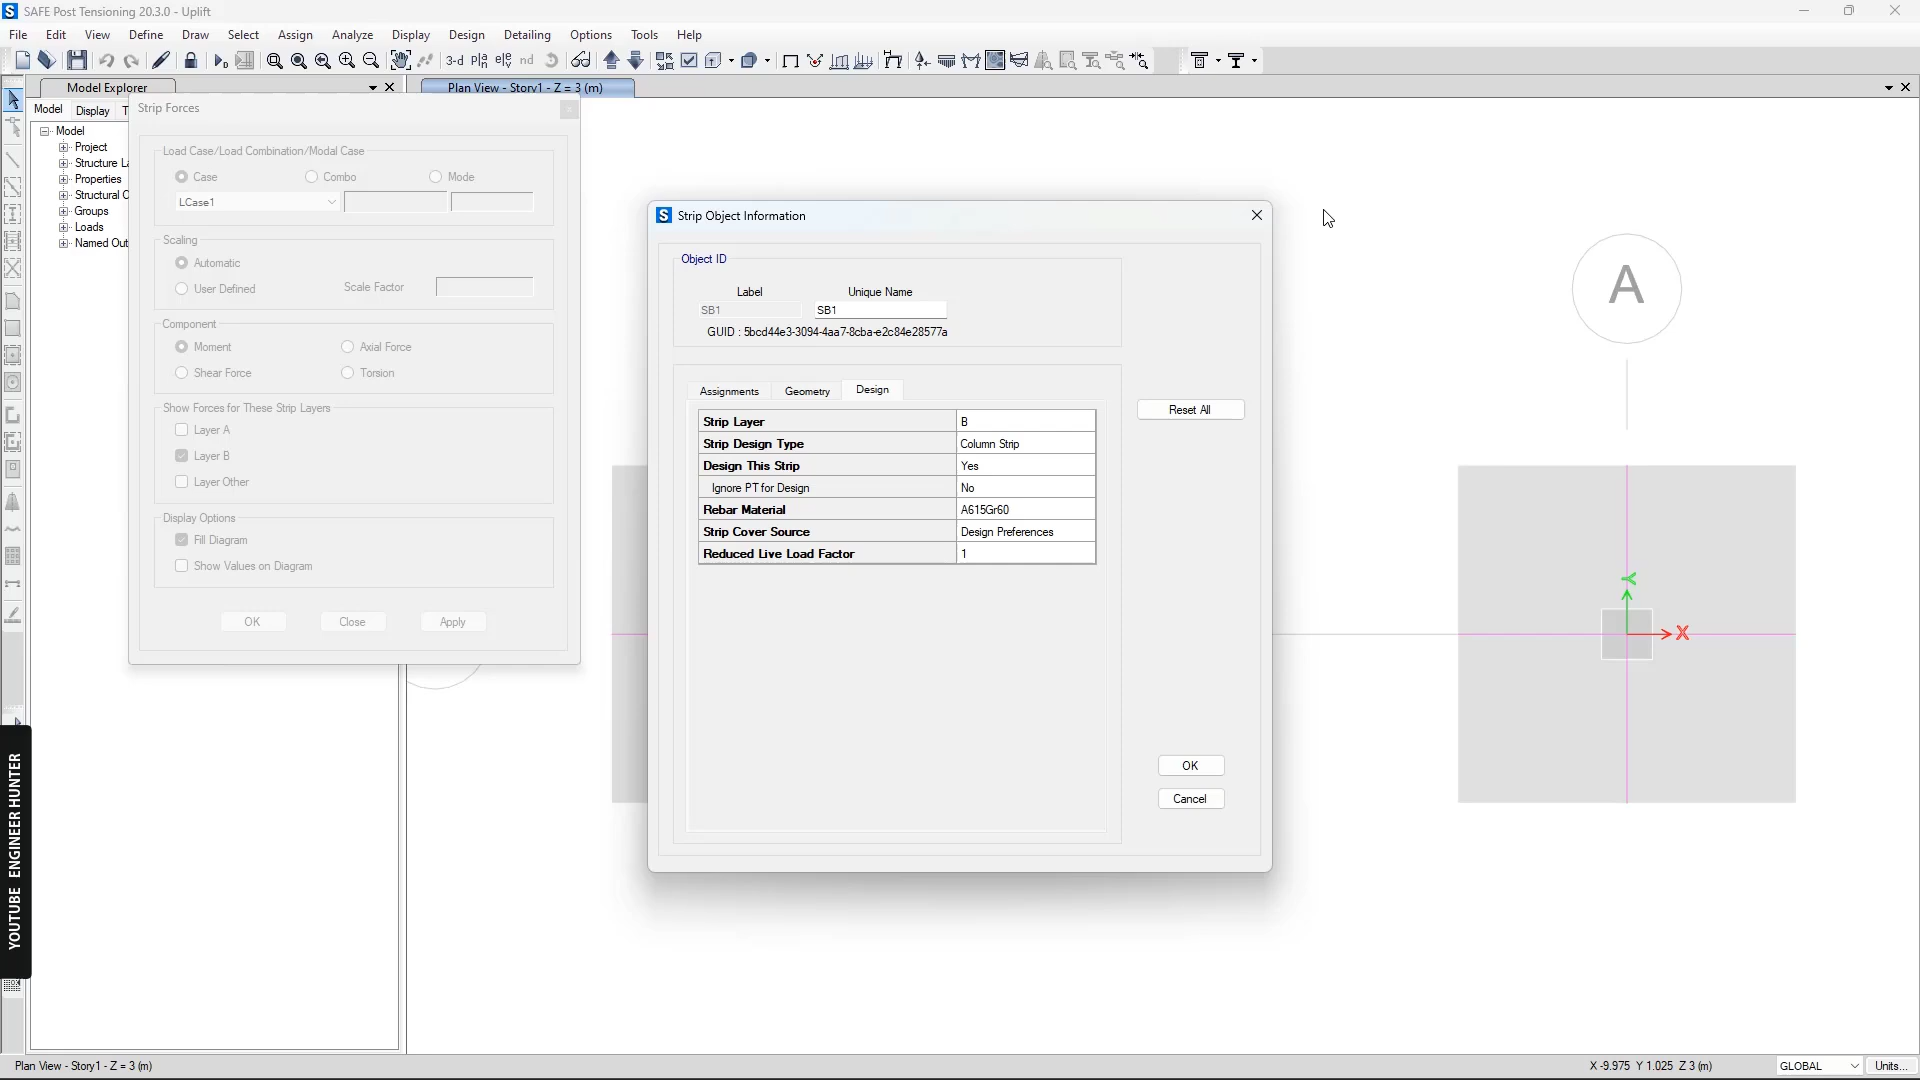 SAFE Post Tensioning 20.3.0 - Uplift
File Edit View Define Draw Select Assign Analyze Display Design Detailing Options Tools Help
3-d nd
Model Explorer
Plan View - Story1 - Z = 3 (m)
Model Display T
Model
Project
Structure La
Properties
Structural O
Groups
Loads
Named Out
Strip Forces
Load Case/Load Combination/Modal Case
Case Combo Mode
LCase1
Scaling
Automatic
User Defined Scale Factor
Component
Moment Axial Force
Shear Force Torsion
Show Forces for These Strip Layers
Layer A
Layer B
Layer Other
Display Options
Fill Diagram
Show Values on Diagram
OK Close Apply
Strip Object Information
Object ID
Label Unique Name
SB1 SB1
GUID : 5bcd44e3-3094-4aa7-8cba-e2c84e28577a
Assignments Geometry Design
Strip Layer B
Strip Design Type Column Strip
Design This Strip Yes
Ignore PT for Design No
Rebar Material A615Gr60
Strip Cover Source Design Preferences
Reduced Live Load Factor 1
Reset All
OK
Cancel
A
Y
X
YOUTUBE ENGINEER HUNTER
Plan View - Story1 - Z = 3 (m)
X -9.975 Y 1.025 Z 3 (m)
GLOBAL
Units...